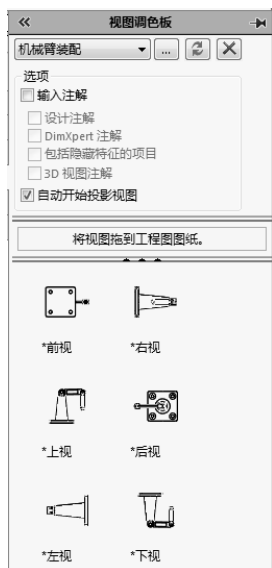 视图调色板
机械臂装配
...
选项
输入注解
设计注解
DimXpert 注解
包括隐藏特征的项目
3D 视图注解
自动开始投影视图
将视图拖到工程图图纸。
*前视 *右视
*上视 *后视
*左视 *下视